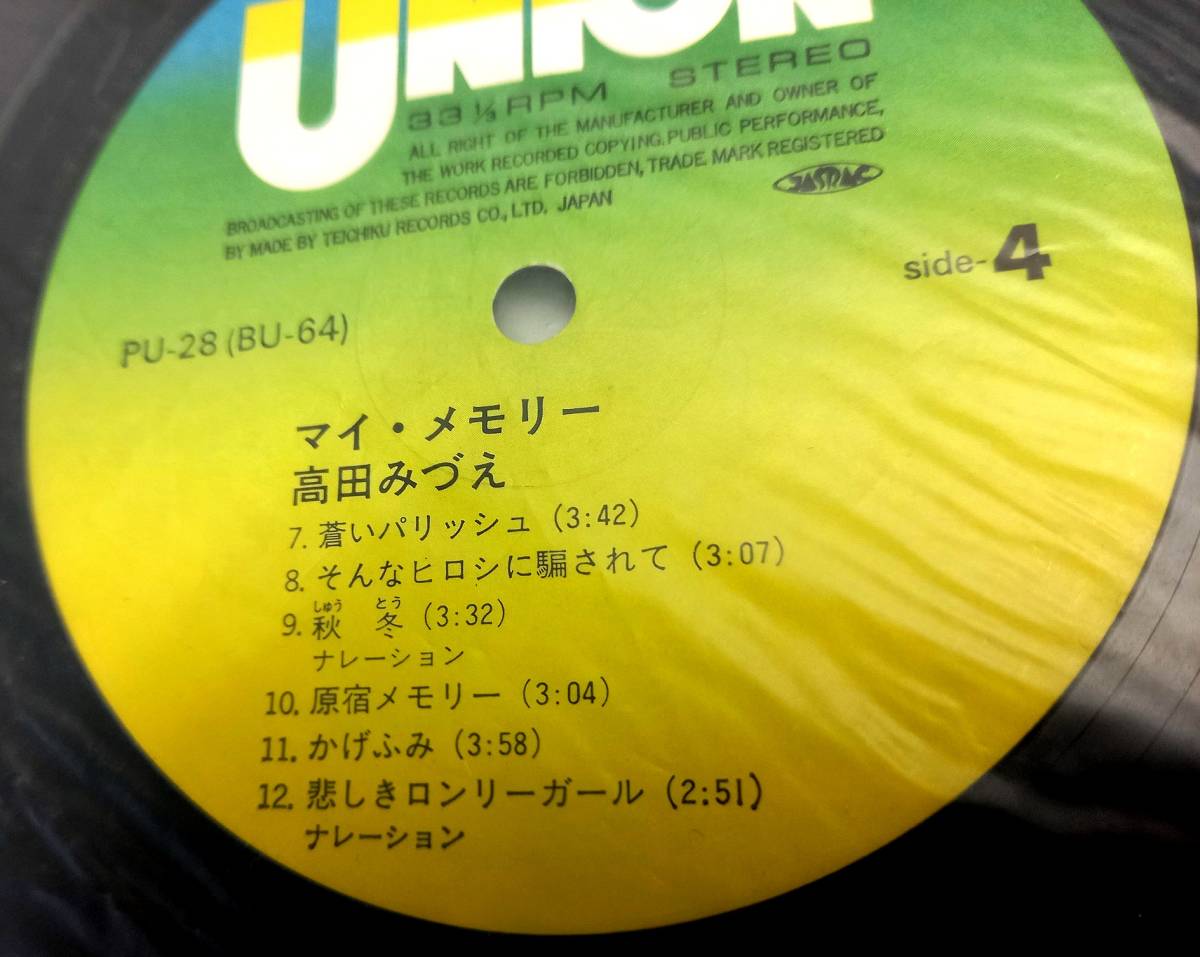 UNION
33 ⅓ RPM STEREO
ALL RIGHT OF THE MANUFACTURER AND OWNER OF
THE WORK RECORDED COPYING.PUBLIC PERFORMANCE,
BROADCASTING OF THESE RECORDS ARE FORBIDDEN, TRADE MARK REGISTERED
BY MADE BY TEICHIKU RECORDS CO., LTD. JAPAN
JASRAC
side-4
PU-28 (BU-64)
マイ・メモリー
高田みづえ
7. 蒼いパリッシュ (3:42)
8. そんなヒロシに騙されて (3:07)
しゅう とう
9. 秋 冬 (3:32)
ナレーション
10. 原宿メモリー (3:04)
11. かげふみ (3:58)
12. 悲しきロンリーガール (2:51)
ナレーション